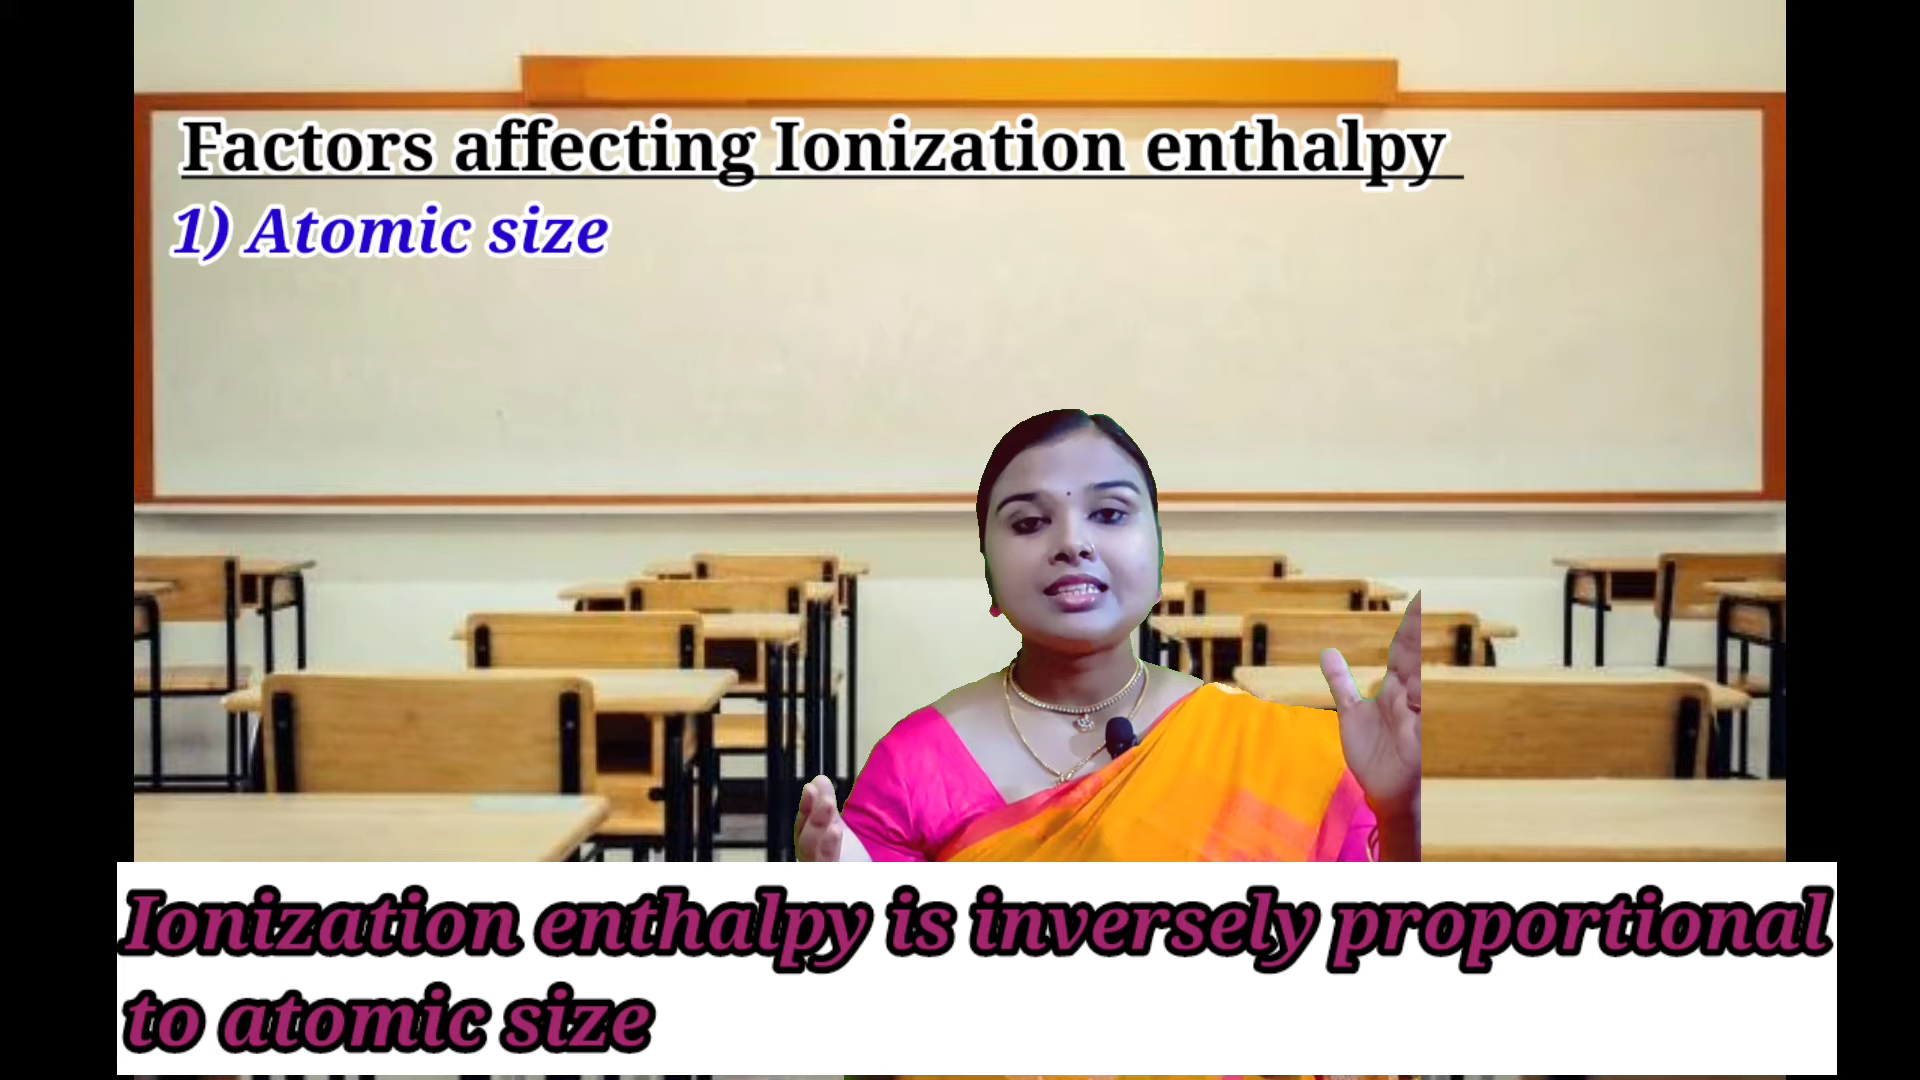 Factors affecting Ionization enthalpy
1) Atomic size
Ionization enthalpy is inversely proportional
to atomic size